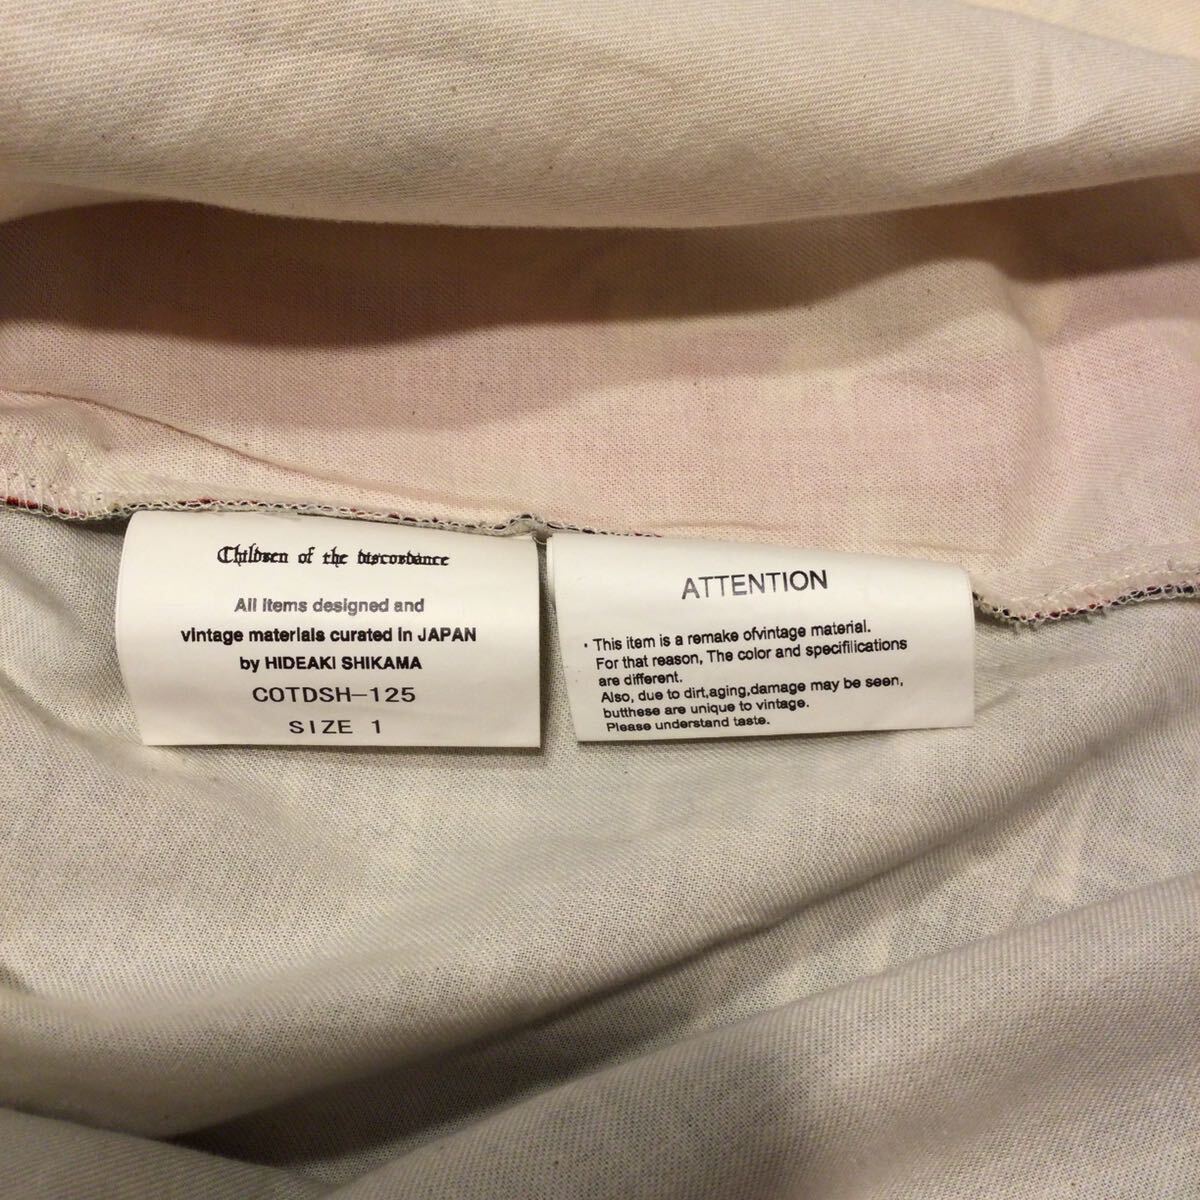 Children of the discordance
All items designed and
vintage materials curated in JAPAN
by HIDEAKI SHIKAMA
COTDSH-125
SIZE 1
ATTENTION
・This item is a remake ofvintage material.
For that reason, The color and specifilications
are different.
Also, due to dirt,aging,damage may be seen,
butthese are unique to vintage.
Please understand taste.